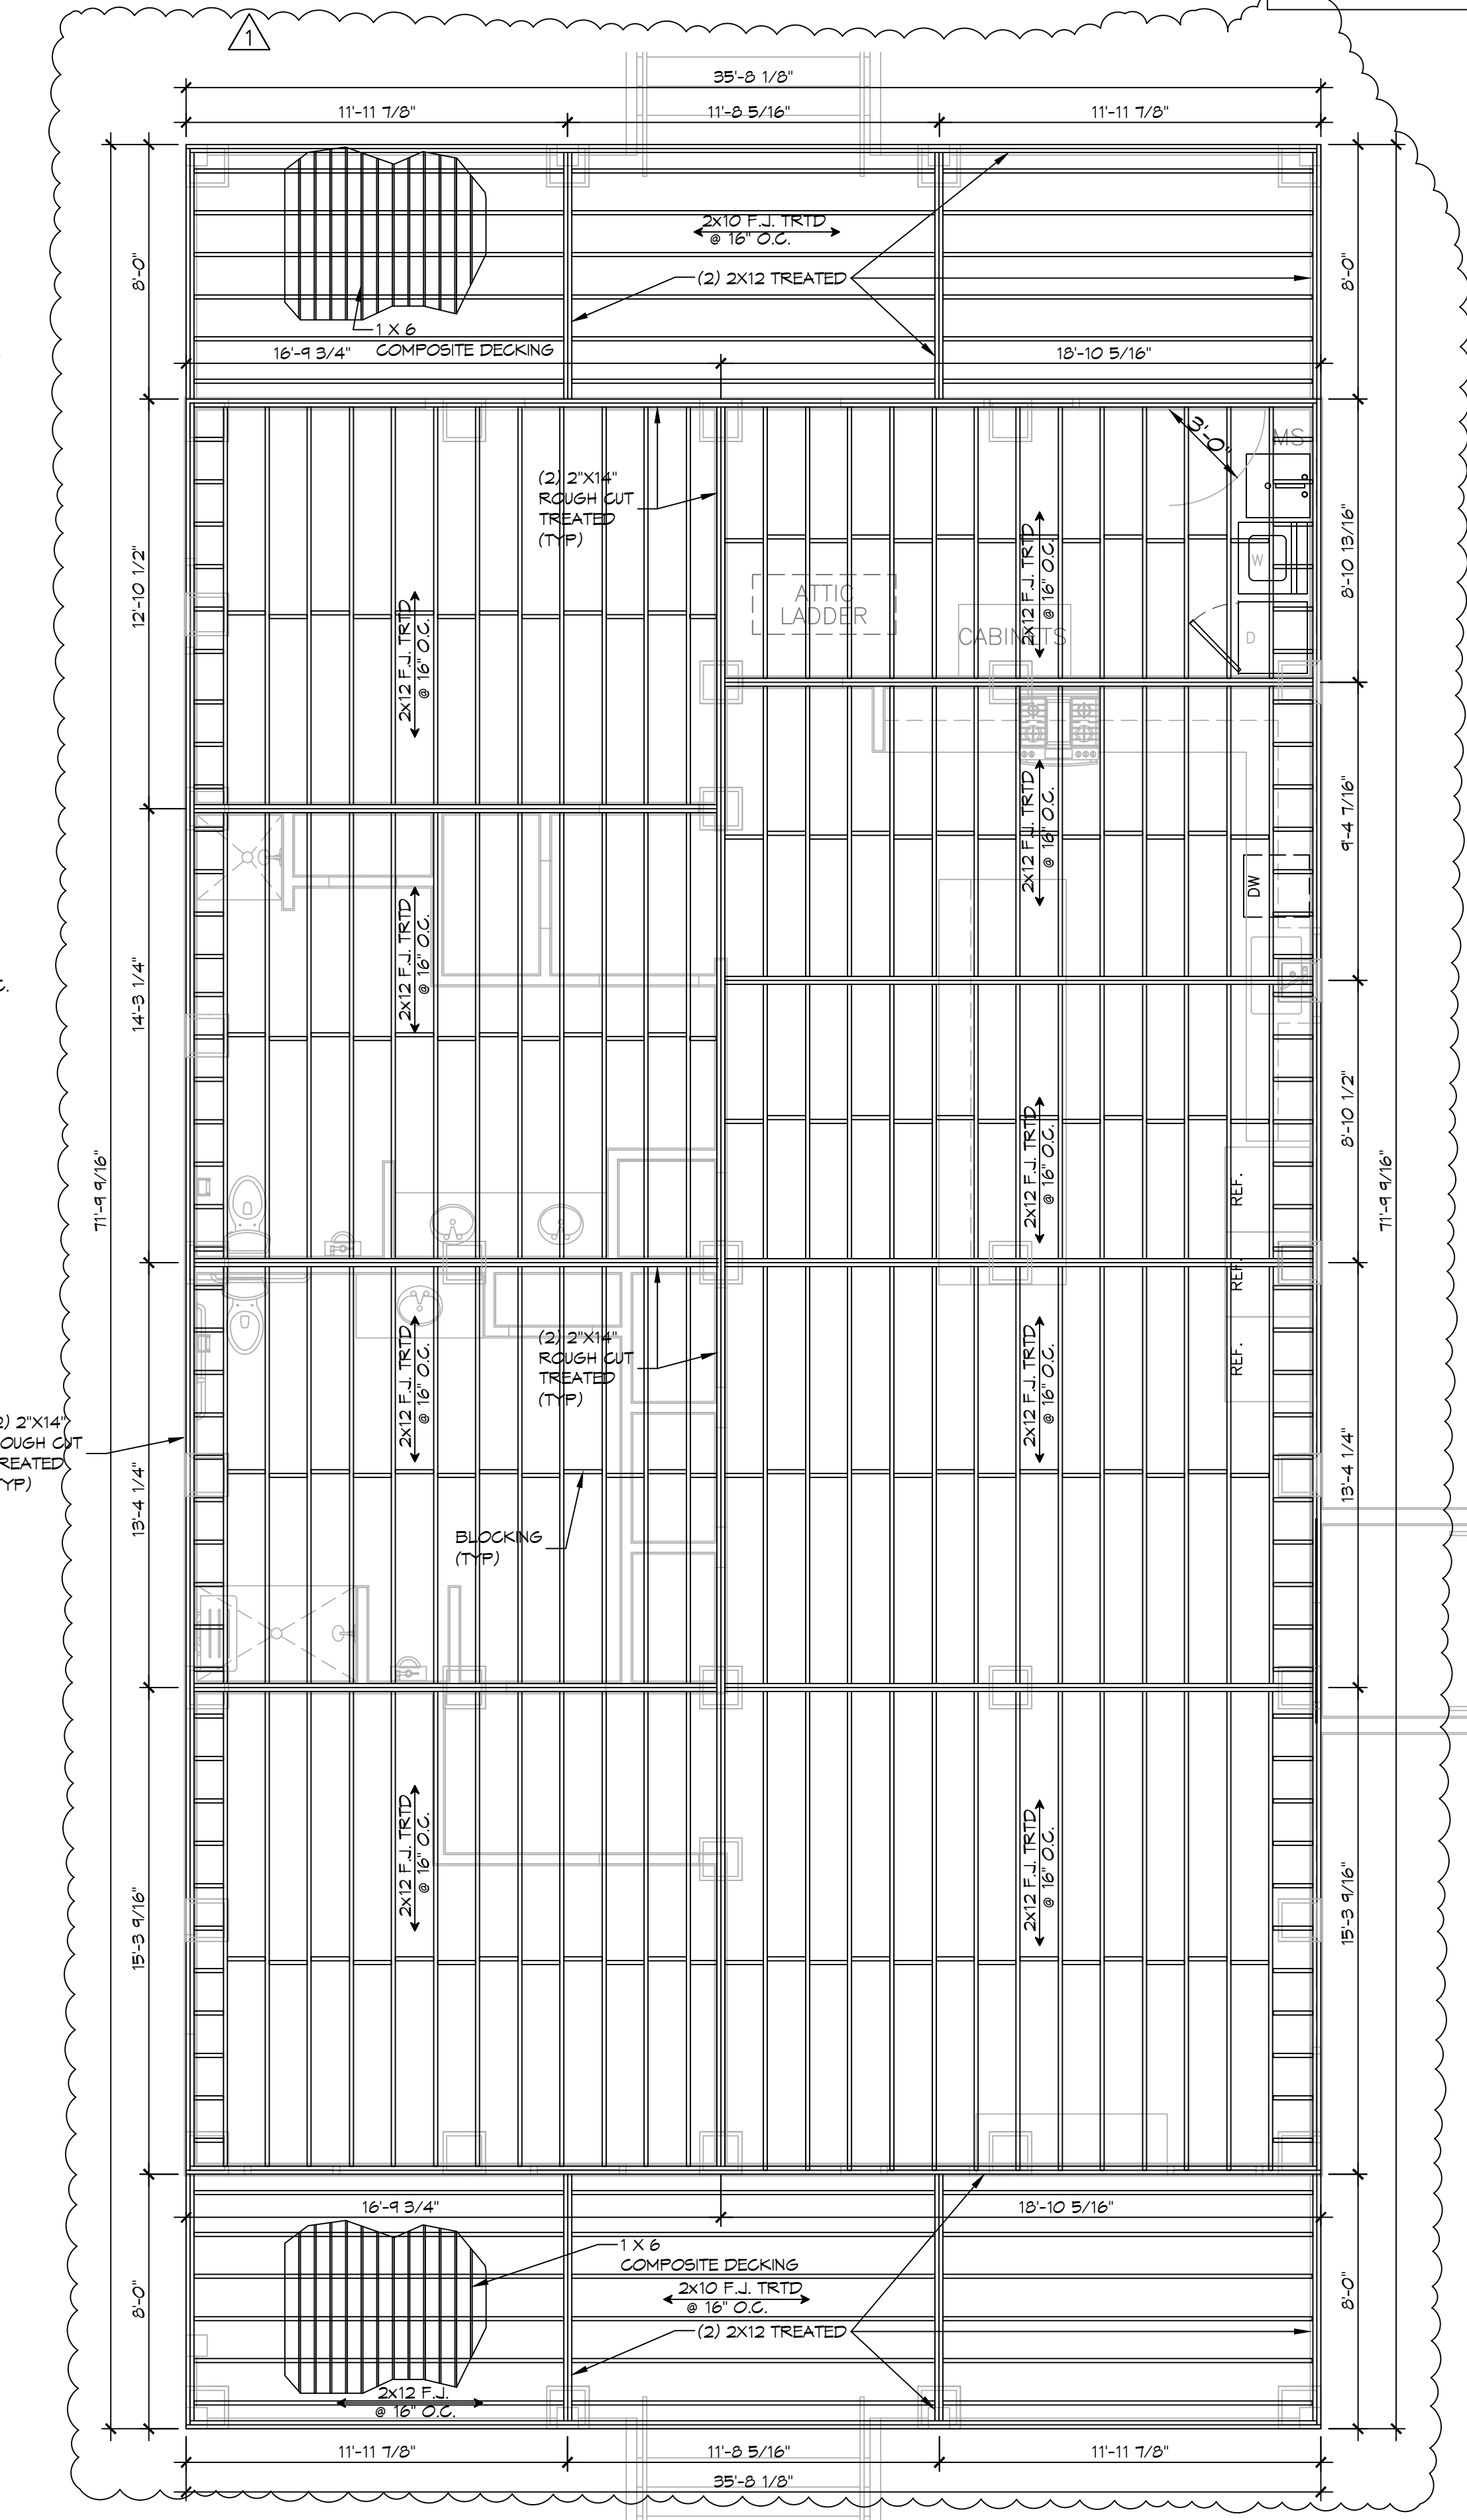 1
35'-8 1/8"
11'-11 7/8"
11'-8 5/16"
11'-11 7/8"
8'-0"
2x10 F.J. TRTD
@ 16" O.C.
8'-0"
(2) 2X12 TREATED
1 X 6
COMPOSITE DECKING
16'-9 3/4"
18'-10 5/16"
3'-0"
MS
(2) 2"X14"
ROUGH CUT
TREATED
(TYP)
12'-10 1/2"
8'-10 13/16"
2x12 F.J. TRTD
@ 16" O.C.
2x12 F.J. TRTD
@ 16" O.C.
W
ATTIC
LADDER
CABINETS
D
2x12 F.J. TRTD
@ 16" O.C.
9-4 7/16"
DW
2x12 F.J. TRTD
@ 16" O.C.
14'-3 1/4"
C.
8'-10 1/2"
2x12 F.J. TRTD
@ 16" O.C.
71'-9 9/16"
71'-9 9/16"
REF.
REF.
REF.
(2) 2"X14"
ROUGH CUT
TREATED
(TYP)
2x12 F.J. TRTD
@ 16" O.C.
2x12 F.J. TRTD
@ 16" O.C.
2) 2"X14"
OUGH CUT
REATED
YP)
13'-4 1/4"
13'-4 1/4"
BLOCKING
(TYP)
2x12 F.J. TRTD
@ 16" O.C.
2x12 F.J. TRTD
@ 16" O.C.
15'-3 9/16"
15'-3 9/16"
16'-9 3/4"
18'-10 5/16"
1 X 6
COMPOSITE DECKING
2x10 F.J. TRTD
@ 16" O.C.
8'-0"
8'-0"
(2) 2X12 TREATED
2x12 F.J.
@ 16" O.C.
11'-11 7/8"
11'-8 5/16"
11'-11 7/8"
35'-8 1/8"